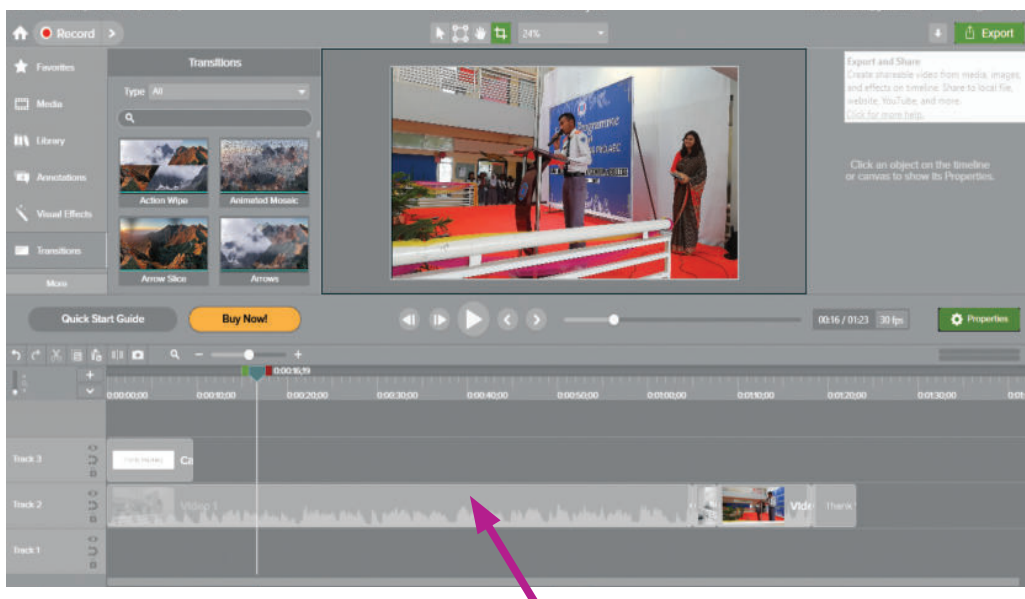 Record
24%
Export
Favorites
Media
Library
Annotations
Visual Effects
Transitions
More
Transitions
Type All
Action Wipe
Animated Mosaic
Arrow Slice
Arrows
Programme
Export and Share
Create shareable video from media, images,
and effects on timeline. Share to local file,
website, YouTube, and more.
Click for more help.
Click an object on the timeline
or canvas to show its Properties.
Quick Start Guide
Buy Now!
00:16 / 01:23
30 fps
Properties
0:00:16;19
0:00:00;00
0:00:10;00
0:00:20;00
0:00:30;00
0:00:40;00
0:00:50;00
0:01:00;00
0:01:10;00
0:01:20;00
0:01:30;00
Track 3
Ca
Track 2
Video 1
Vide
Thank
Track 1